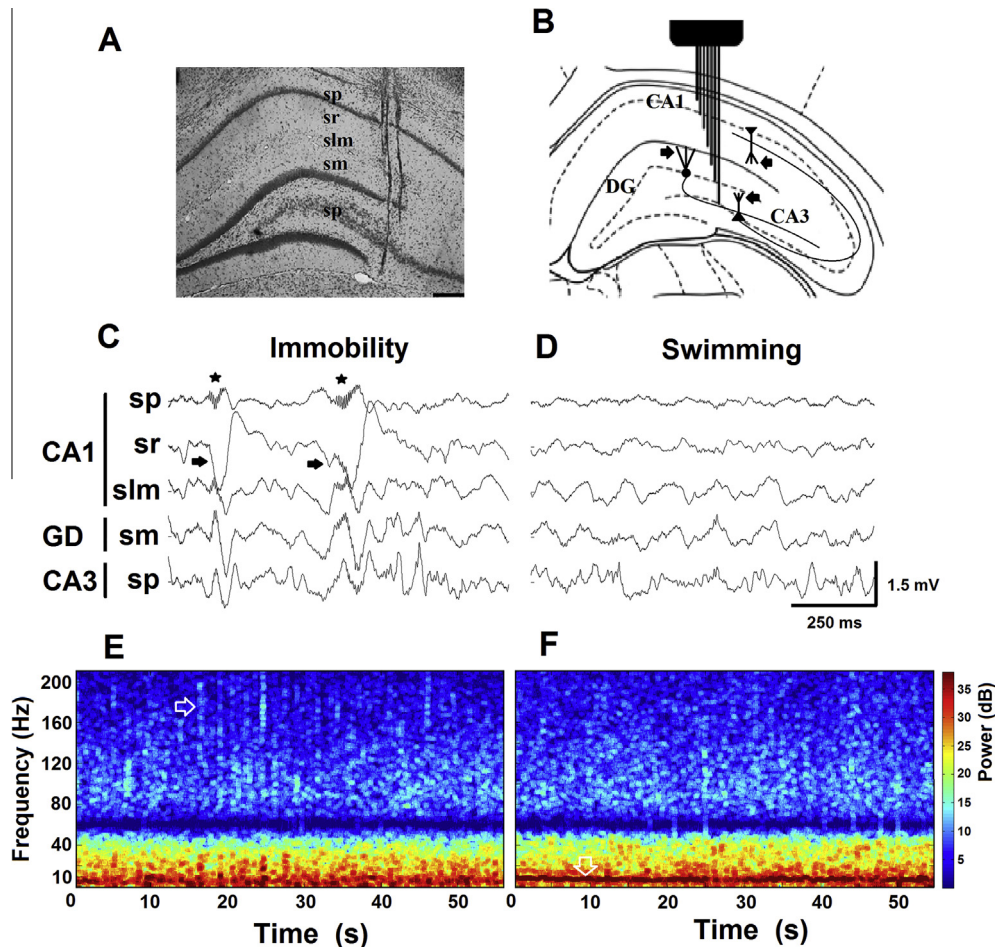 A
sp
sr
slm
sm
sp
B
CA1
DG
CA3
C
Immobility
D
Swimming
CA1
sp
sr
slm
GD
sm
CA3
sp
1.5 mV
250 ms
E
F
Frequency (Hz)
200
160
120
80
40
10
0 10 20 30 40 50
Time (s)
0 10 20 30 40 50
Time (s)
35
30
25
20
15
10
5
Power (dB)